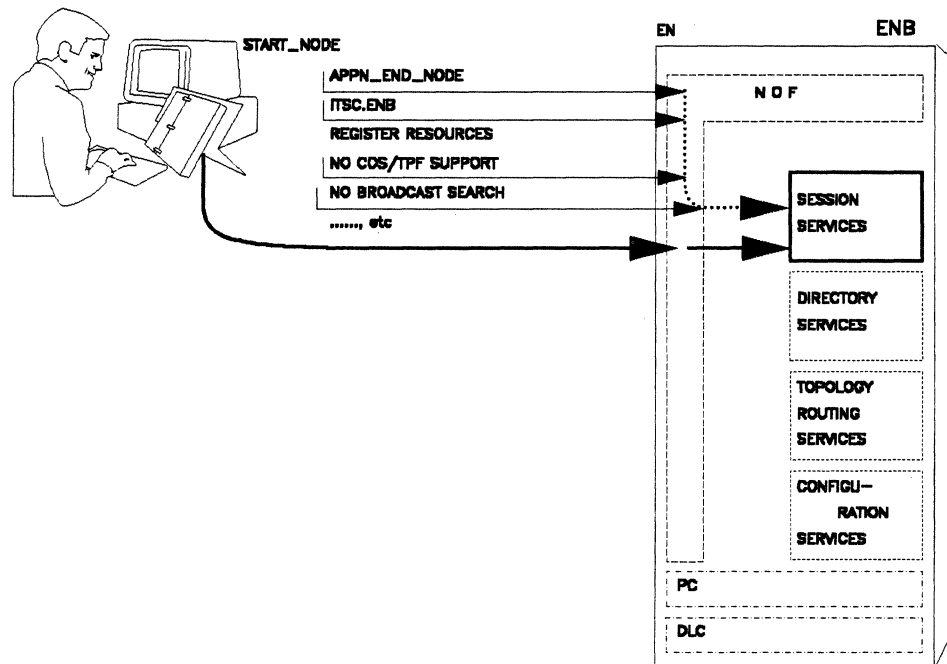 START_NODE
APPN_END_NODE
ITSC.ENB
REGISTER RESOURCES
NO COS/TPF SUPPORT
NO BROADCAST SEARCH
......, etc
EN
ENB
N O F
SESSION
SERVICES
DIRECTORY
SERVICES
TOPOLOGY
ROUTING
SERVICES
CONFIGU-
RATION
SERVICES
PC
DLC